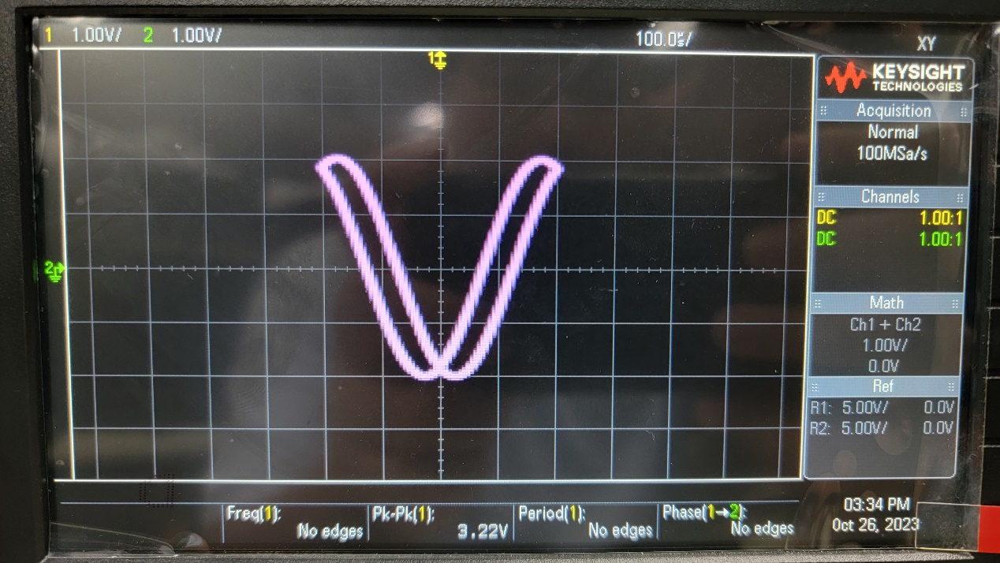 1 1.00V/ 2 1.00V/ 100.0㎲/ XY
1
KEYSIGHT
TECHNOLOGIES
Acquisition
Normal
100MSa/s
Channels
DC 1.00:1
DC 1.00:1
2
Math
Ch1 + Ch2
1.00V/
0.0V
Ref
R1: 5.00V/ 0.0V
R2: 5.00V/ 0.0V
Freq(1): Pk-Pk(1): Period(1): Phase(1→2):
No edges 3.22V No edges No edges
03:34 PM
Oct 26, 2023